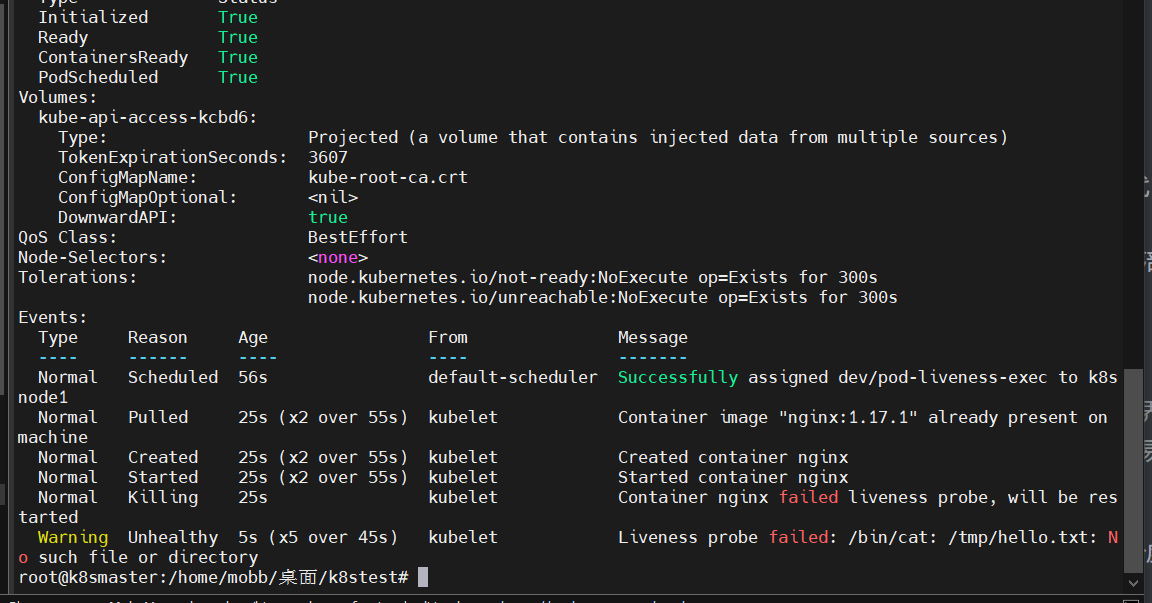 Initialized True
Ready True
ContainersReady True
PodScheduled True
Volumes:
kube-api-access-kcbd6:
Type: Projected (a volume that contains injected data from multiple sources)
TokenExpirationSeconds: 3607
ConfigMapName: kube-root-ca.crt
ConfigMapOptional: <nil>
DownwardAPI: true
QoS Class: BestEffort
Node-Selectors: <none>
Tolerations: node.kubernetes.io/not-ready:NoExecute op=Exists for 300s
node.kubernetes.io/unreachable:NoExecute op=Exists for 300s
Events:
Type Reason Age From Message
---- ------ ---- ---- -------
Normal Scheduled 56s default-scheduler Successfully assigned dev/pod-liveness-exec to k8s
node1
Normal Pulled 25s (x2 over 55s) kubelet Container image "nginx:1.17.1" already present on
machine
Normal Created 25s (x2 over 55s) kubelet Created container nginx
Normal Started 25s (x2 over 55s) kubelet Started container nginx
Normal Killing 25s kubelet Container nginx failed liveness probe, will be res
tarted
Warning Unhealthy 5s (x5 over 45s) kubelet Liveness probe failed: /bin/cat: /tmp/hello.txt: N
o such file or directory
root@k8smaster:/home/mobb/桌面/k8stest#